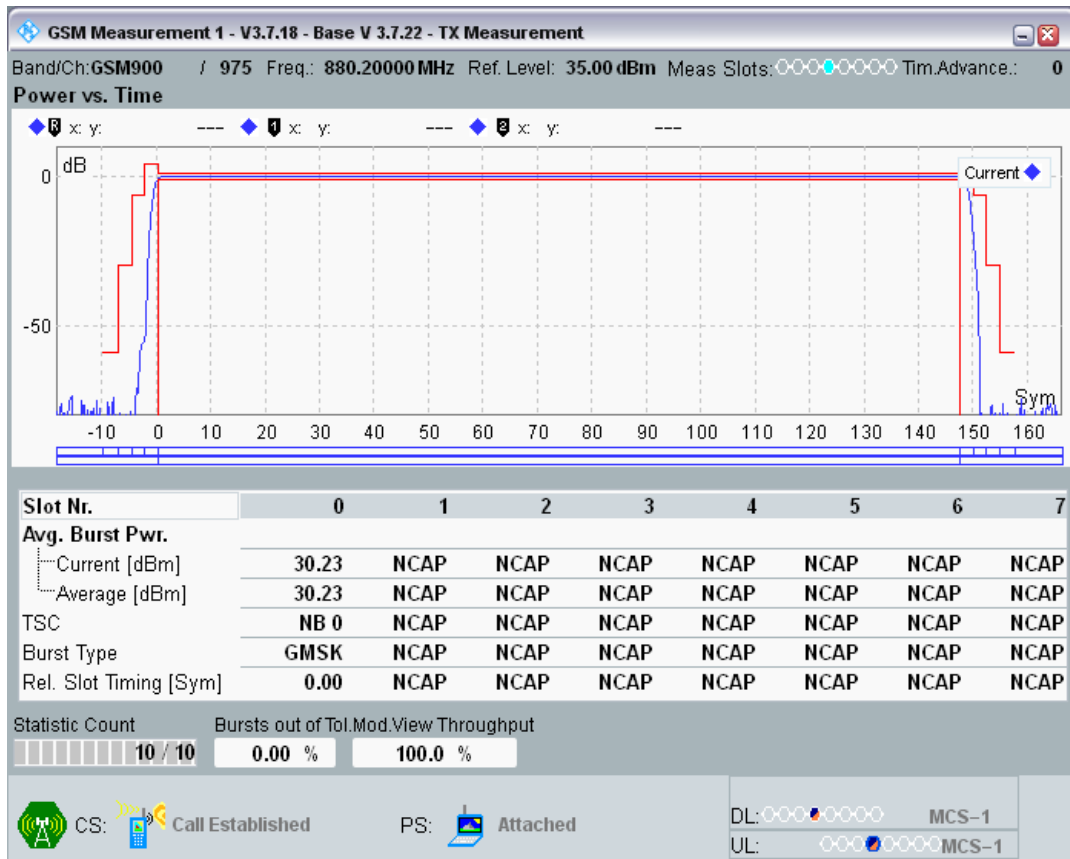 GSM Measurement 1 - V3.7.18 - Base V 3.7.22 - TX Measurement
Band/Ch:GSM900 / 975 Freq.: 880.20000 MHz Ref. Level: 35.00 dBm Meas Slots: Tim.Advance.: 0
Power vs. Time
R x: y: --- 1 x: y: --- 2 x: y: ---
dB
0
Current
-50
Sym
-10 0 10 20 30 40 50 60 70 80 90 100 110 120 130 140 150 160
Slot Nr. 0 1 2 3 4 5 6 7
Avg. Burst Pwr.
Current [dBm] 30.23 NCAP NCAP NCAP NCAP NCAP NCAP NCAP
Average [dBm] 30.23 NCAP NCAP NCAP NCAP NCAP NCAP NCAP
TSC NB 0 NCAP NCAP NCAP NCAP NCAP NCAP NCAP
Burst Type GMSK NCAP NCAP NCAP NCAP NCAP NCAP NCAP
Rel. Slot Timing [Sym] 0.00 NCAP NCAP NCAP NCAP NCAP NCAP NCAP
Statistic Count Bursts out of Tol.Mod.View Throughput
10 / 10 0.00 % 100.0 %
CS: Call Established PS: Attached DL: MCS-1
UL: MCS-1